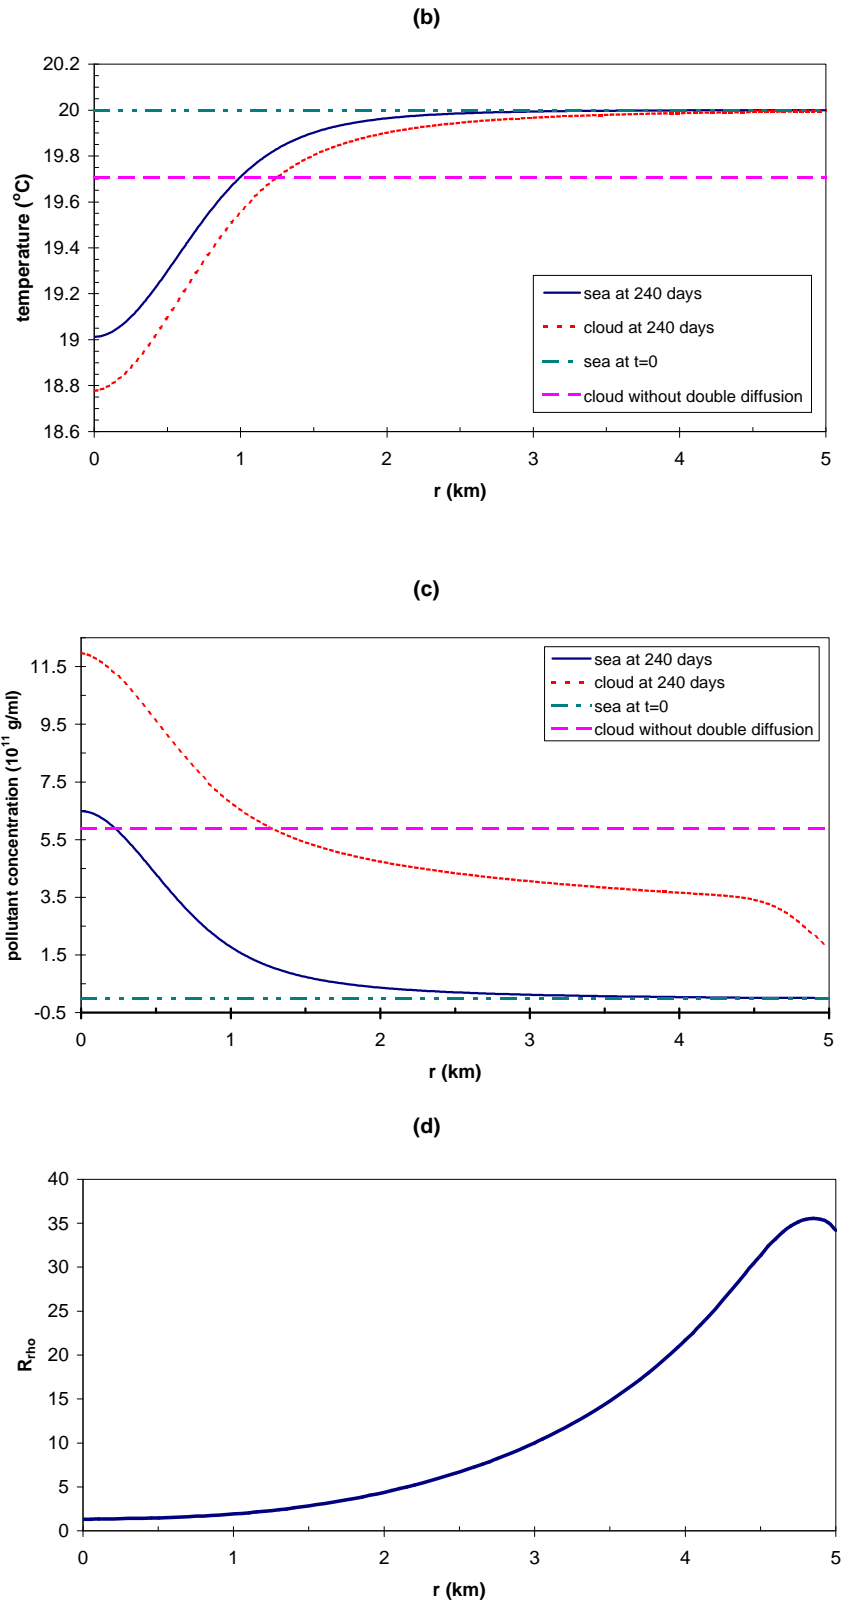 (b)
20.2
20
19.8
19.6
19.4
19.2
19
18.8
18.6
temperature (°C)
sea at 240 days
cloud at 240 days
sea at t=0
cloud without double diffusion
0 1 2 3 4 5
r (km)
(c)
11.5
9.5
7.5
5.5
3.5
1.5
-0.5
pollutant concentration (10¹¹ g/ml)
sea at 240 days
cloud at 240 days
sea at t=0
cloud without double diffusion
0 1 2 3 4 5
r (km)
(d)
40
35
30
25
20
15
10
5
0
Rrho
0 1 2 3 4 5
r (km)